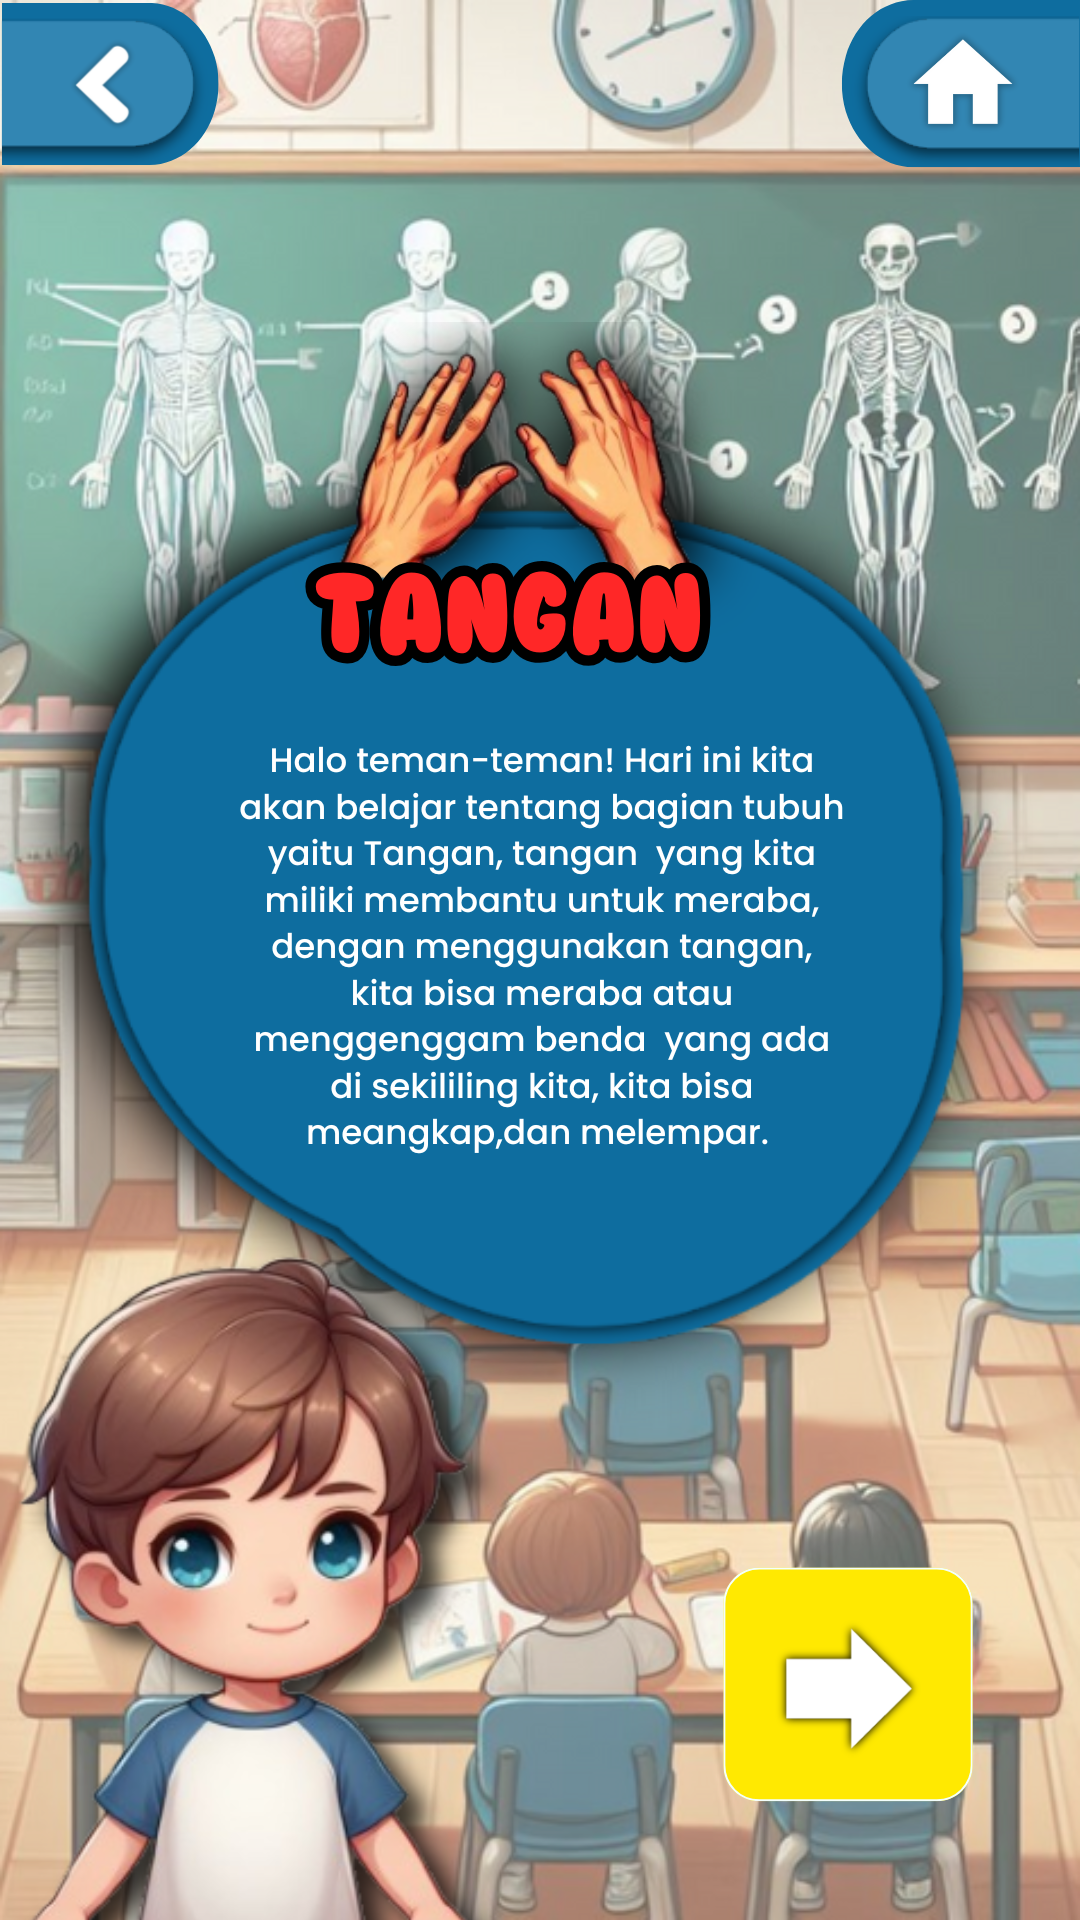 TANGAN
Halo teman-teman! Hari ini kita
akan belajar tentang bagian tubuh
yaitu Tangan, tangan  yang kita
miliki membantu untuk meraba,
dengan menggunakan tangan,
kita bisa meraba atau
menggenggam benda  yang ada
di sekililing kita, kita bisa
meangkap,dan melempar.